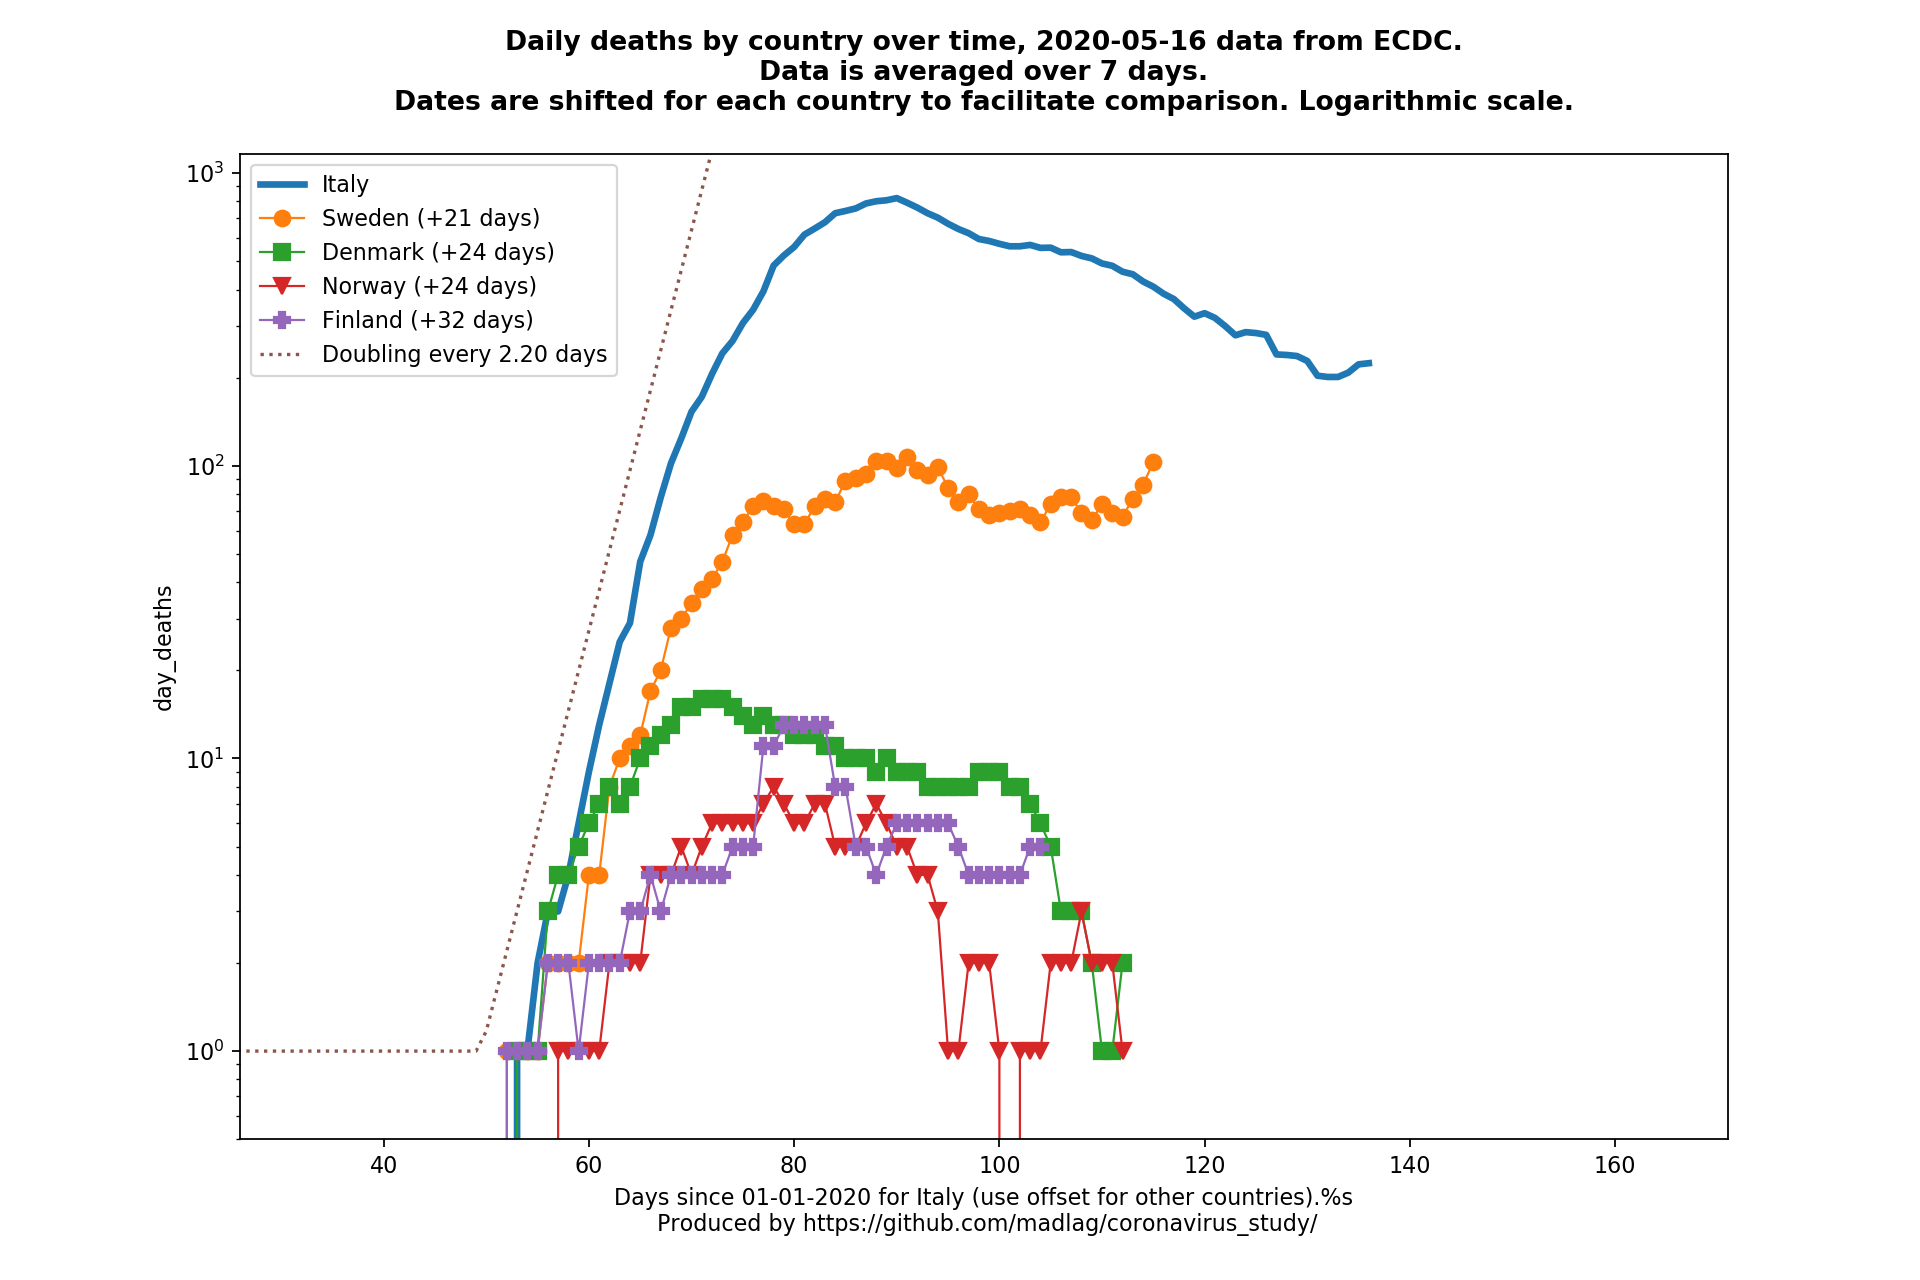 Daily deaths by country over time, 2020-05-16 data from ECDC.
Data is averaged over 7 days.
Dates are shifted for each country to facilitate comparison. Logarithmic scale.
Italy
Sweden (+21 days)
Denmark (+24 days)
Norway (+24 days)
Finland (+32 days)
Doubling every 2.20 days
10³
10²
10¹
10⁰
day_deaths
40 60 80 100 120 140 160
Days since 01-01-2020 for Italy (use offset for other countries).%s
Produced by https://github.com/madlag/coronavirus_study/